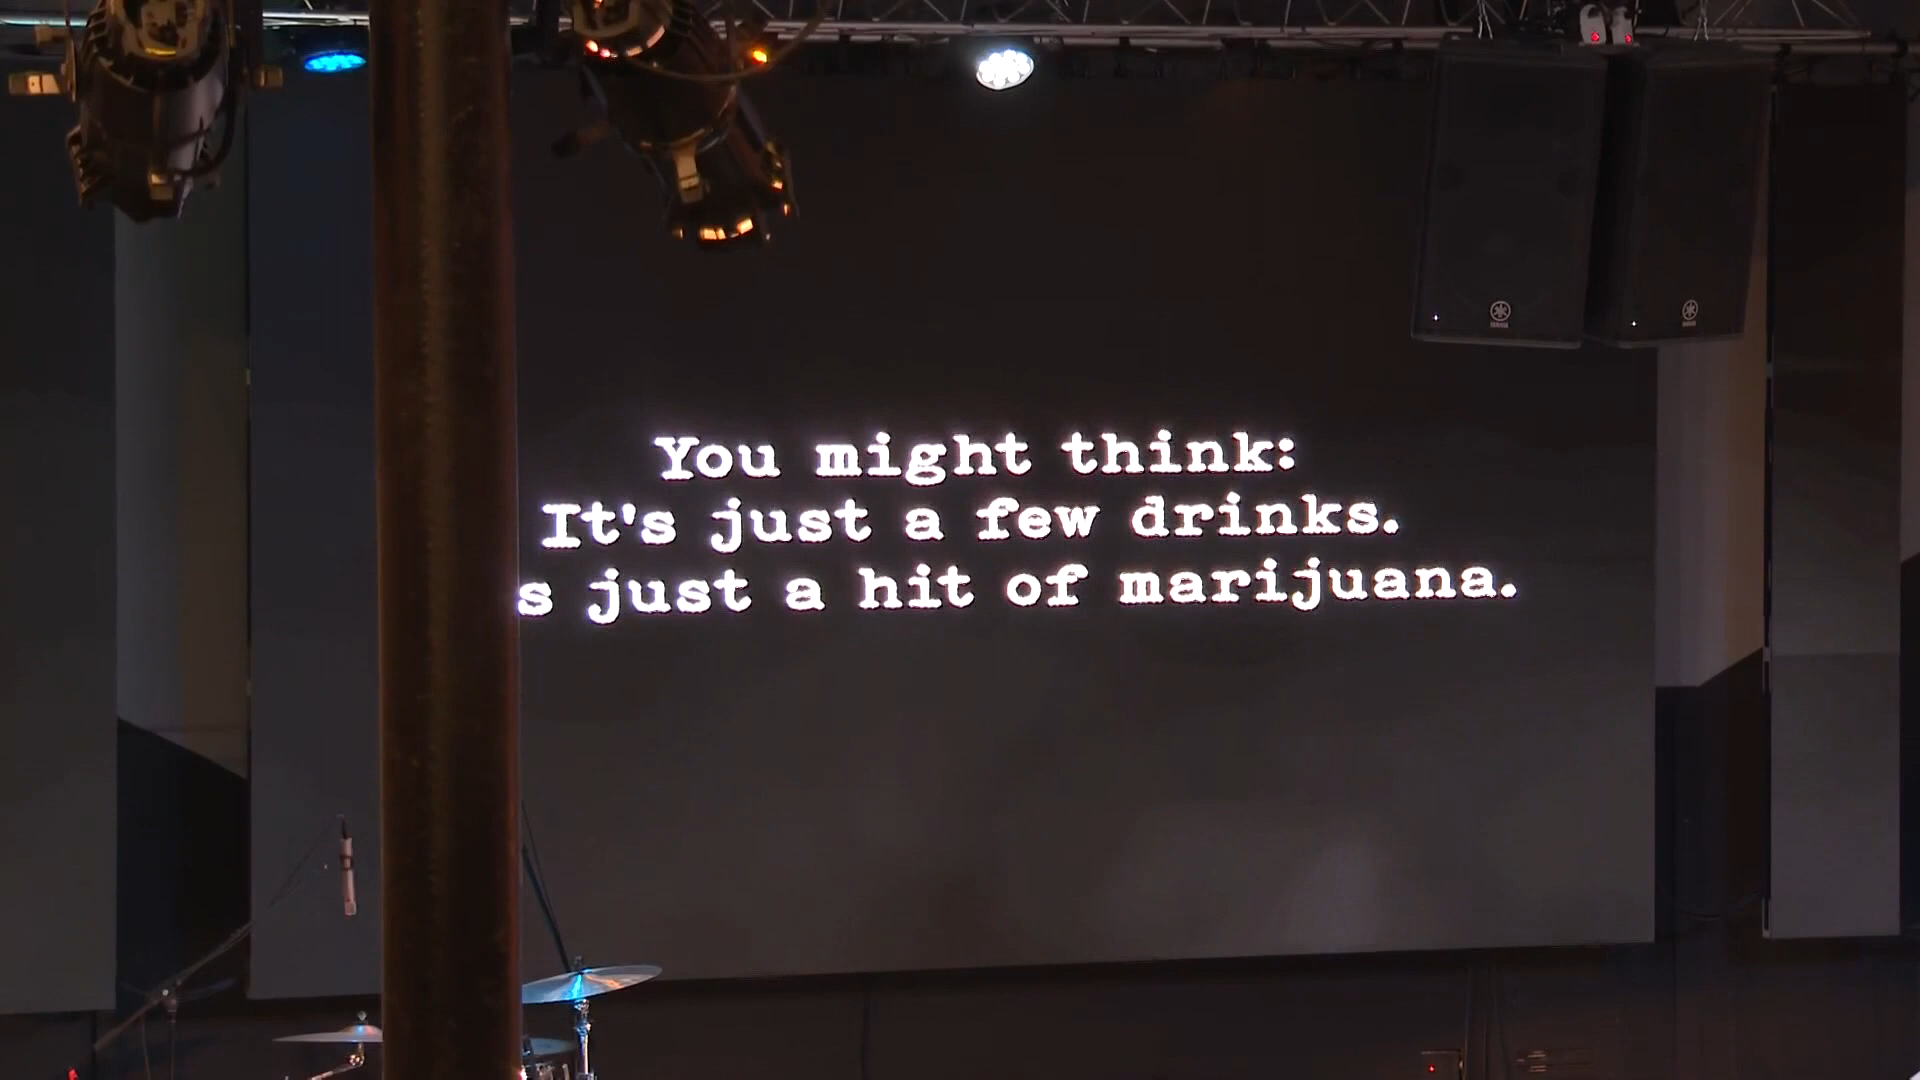 You might think:
It's just a few drinks.
s just a hit of marijuana.